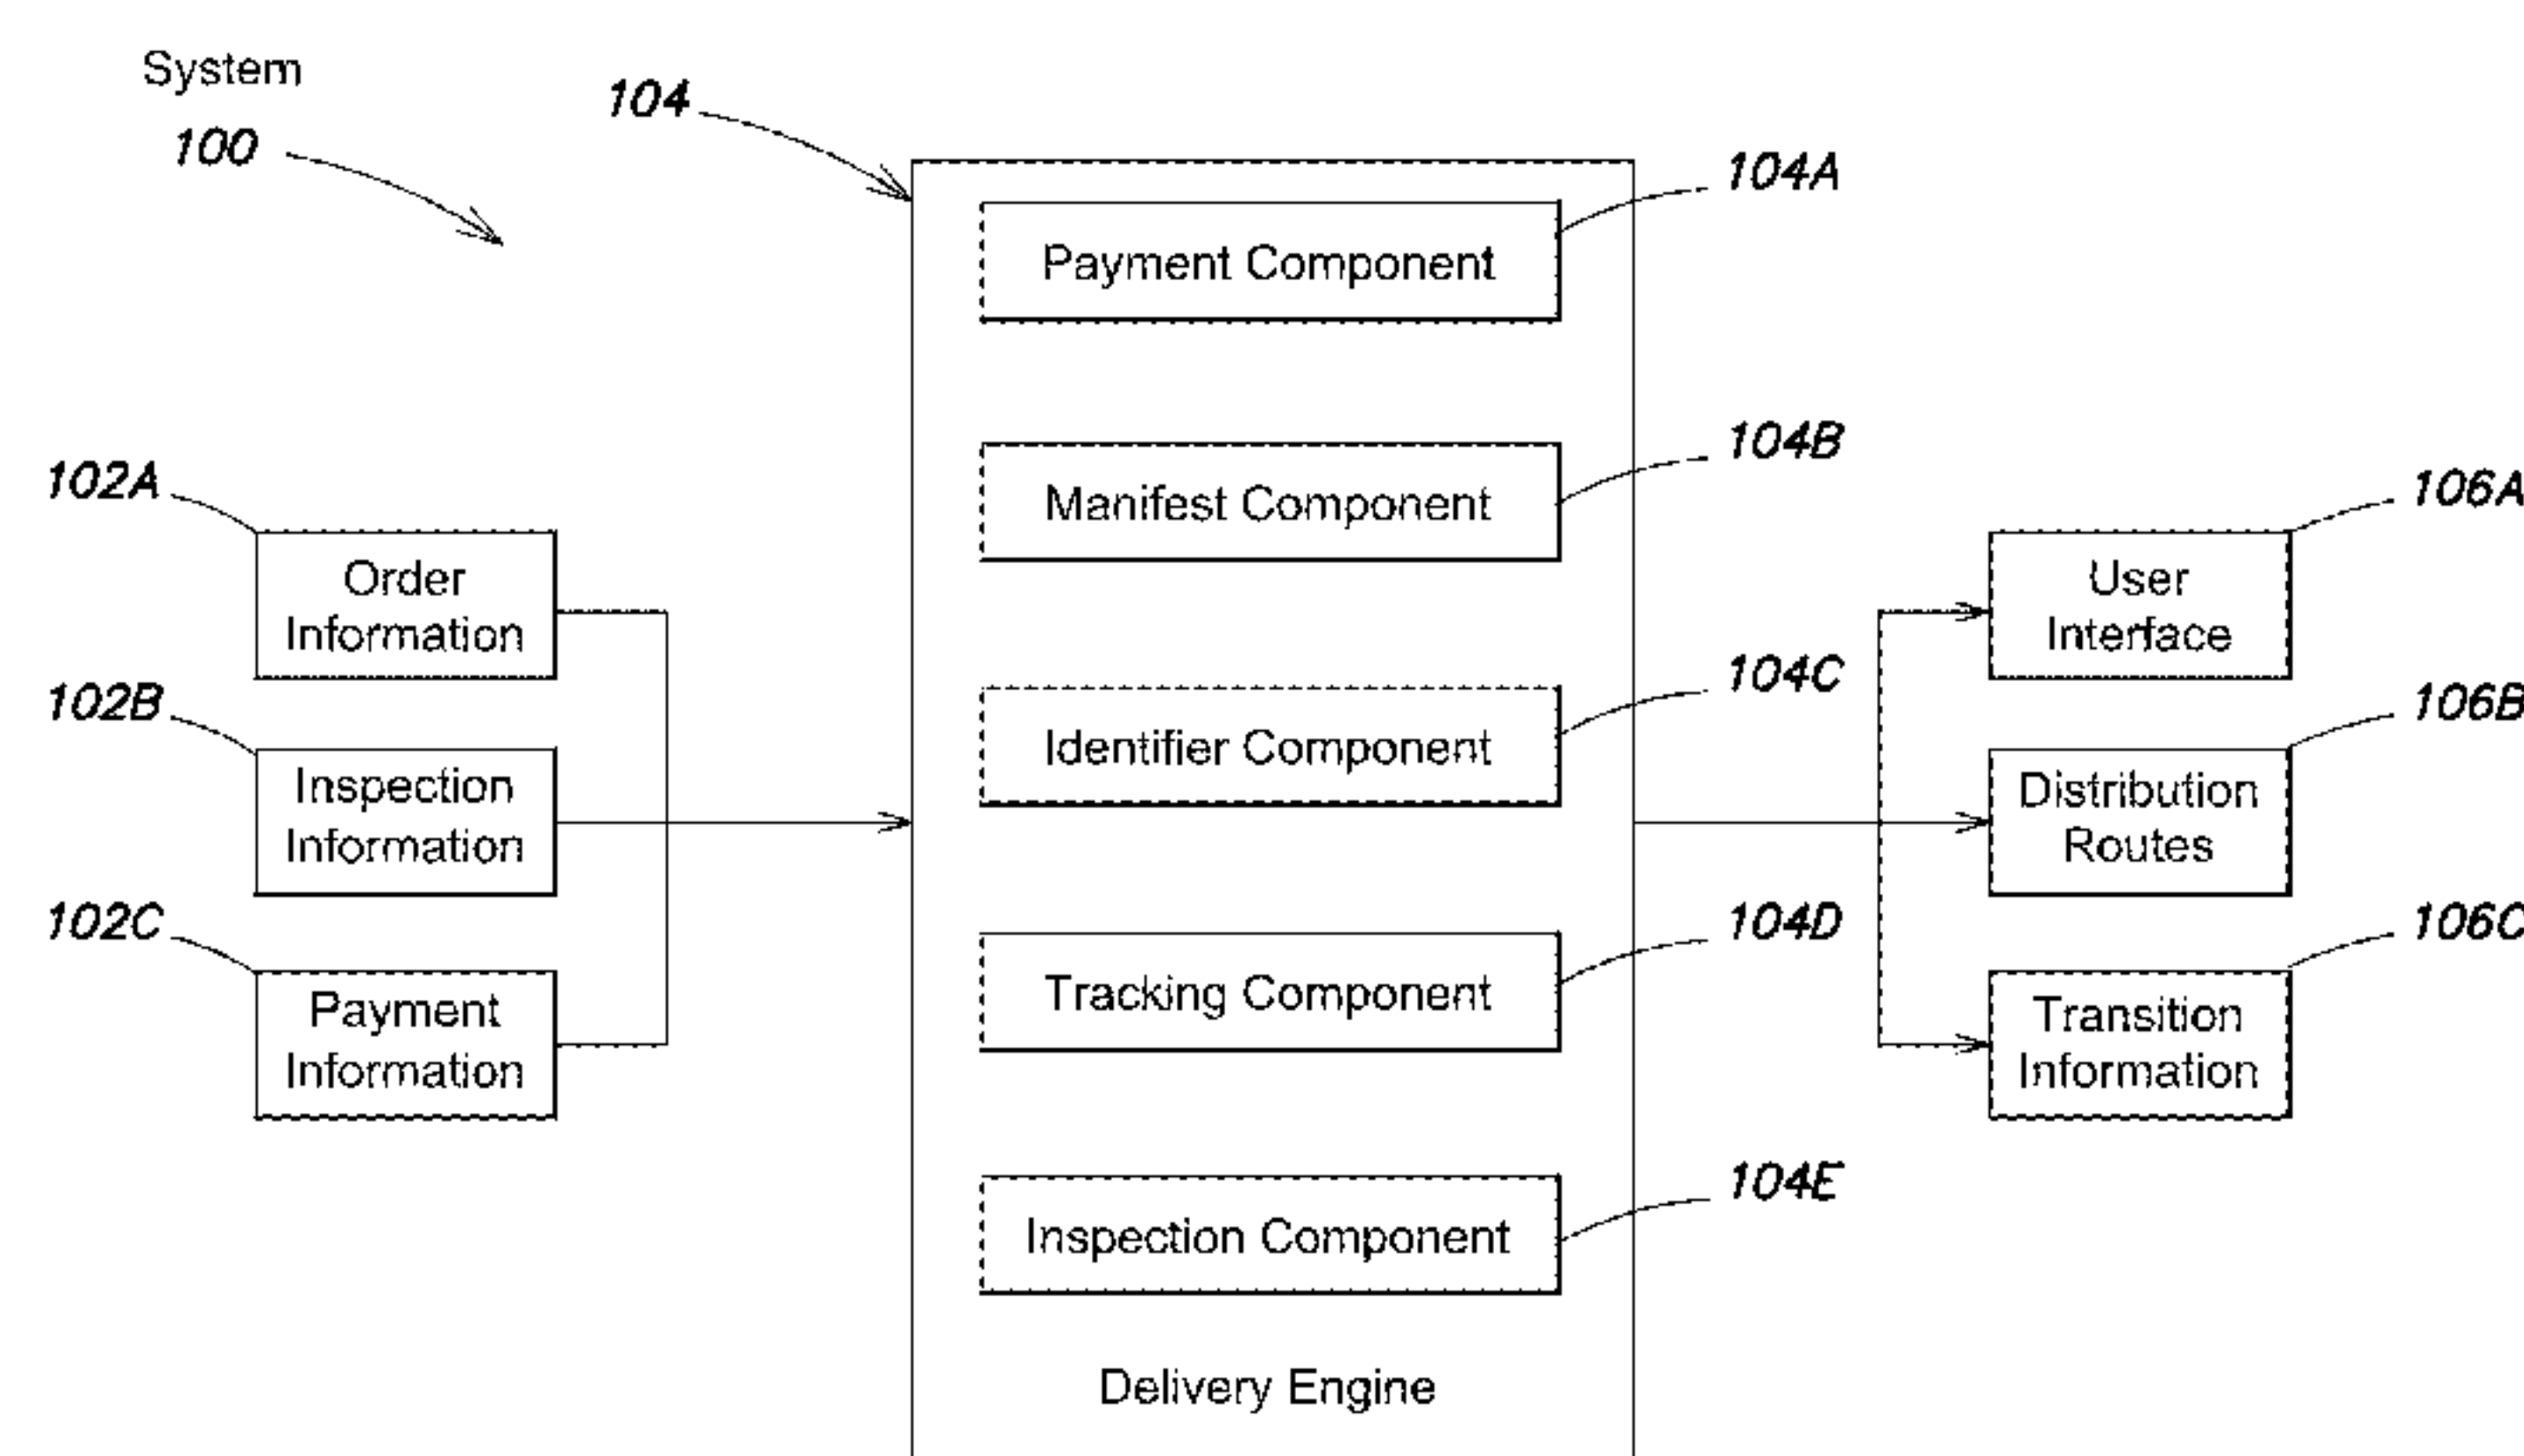 System
100
104
104A
Payment Component
104B
Manifest Component
102A
106A
Order
Information
User
Interface
104C
Identifier Component
102B
106B
Inspection
Information
Distribution
Routes
104D
Tracking Component
102C
106C
Payment
Information
Transition
Information
104E
Inspection Component
Delivery Engine